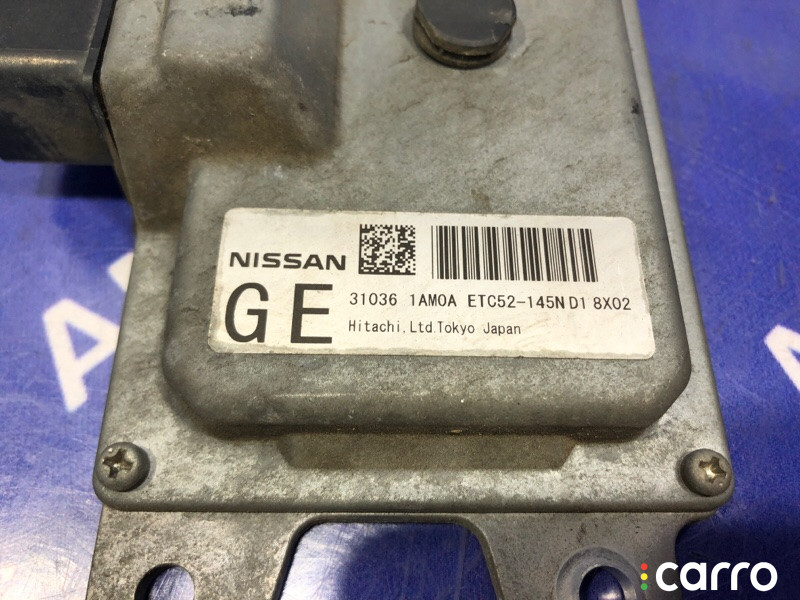 NISSAN
GE
31036 1AM0A ETC52-145N D1 8X02
Hitachi,Ltd.Tokyo Japan
carro